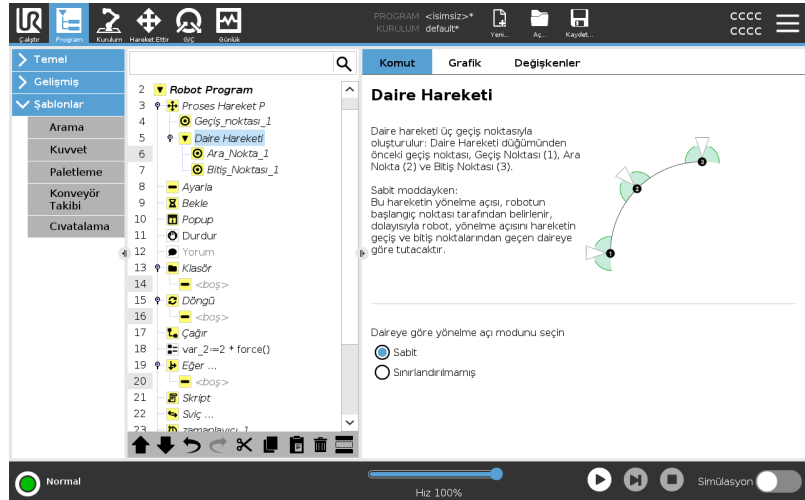 UR
Çalıştır
Program
Kurulum
Hareket Ettir
G/Ç
Günlük
PROGRAM <isimsiz>*
KURULUM default*
Yeni...
Aç...
Kaydet...
cccc
cccc
Temel
Gelişmiş
Şablonlar
Arama
Kuvvet
Paletleme
Konveyör
Takibi
Cıvatalama
2 Robot Program
3 Proses Hareket P
4 Geçiş_noktası_1
5 Daire Hareketi
6 Ara_Nokta_1
7 Bitiş_Noktası_1
8 Ayarla
9 Bekle
10 Popup
11 Durdur
12 Yorum
13 Klasör
14 <boş>
15 Döngü
16 <boş>
17 Çağır
18 var_2≔2 * force()
19 Eğer ...
20 <boş>
21 Skript
22 Sviç ...
23 zamanlayıcı_1
Komut
Grafik
Değişkenler
Daire Hareketi
Daire hareketi üç geçiş noktasıyla
oluşturulur: Daire Hareketi düğümünden
önceki geçiş noktası, Geçiş Noktası (1), Ara
Nokta (2) ve Bitiş Noktası (3).
Sabit moddayken:
Bu hareketin yönelme açısı, robotun
başlangıç noktası tarafından belirlenir,
dolayısıyla robot, yönelme açısını hareketin
geçiş ve bitiş noktalarından geçen daireye
göre tutacaktır.
1
2
3
Daireye göre yönelme açı modunu seçin
Sabit
Sınırlandırılmamış
Normal
Hız 100%
Simülasyon